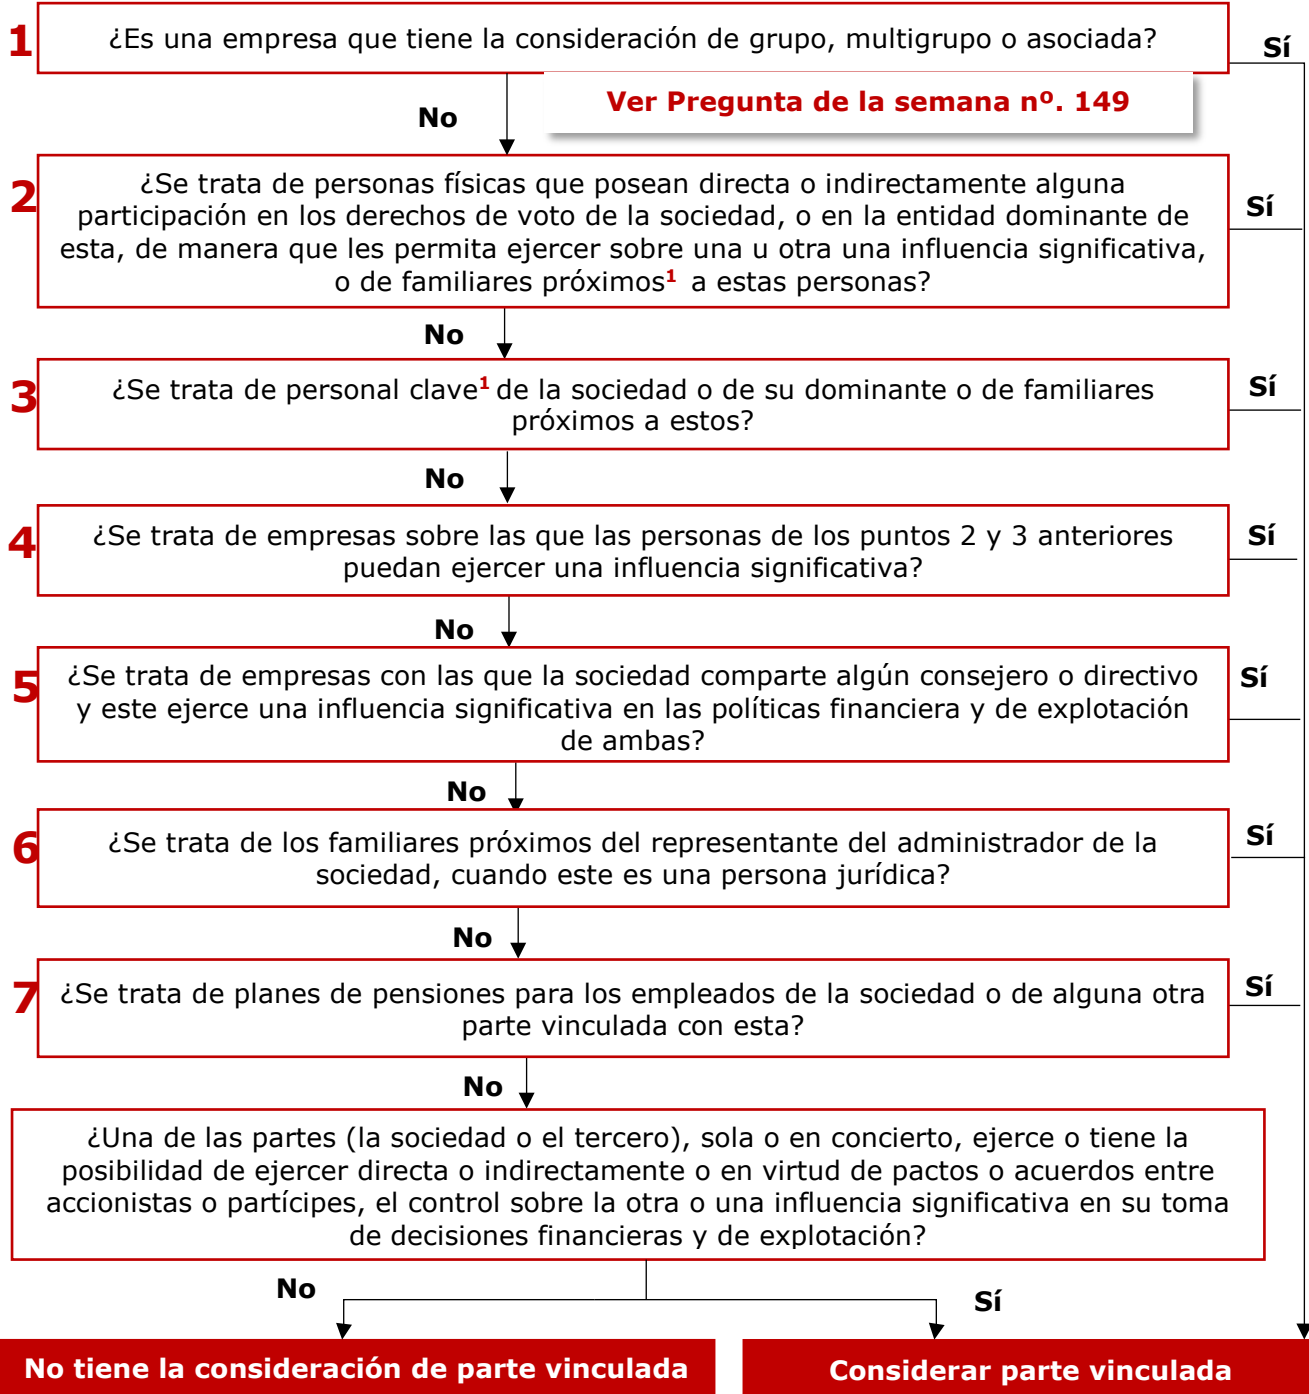 1
¿Es una empresa que tiene la consideración de grupo, multigrupo o asociada?
Sí
Ver Pregunta de la semana nº. 149
No
2
¿Se trata de personas físicas que posean directa o indirectamente alguna
participación en los derechos de voto de la sociedad, o en la entidad dominante de
esta, de manera que les permita ejercer sobre una u otra una influencia significativa,
o de familiares próximos¹ a estas personas?
Sí
No
3
¿Se trata de personal clave¹ de la sociedad o de su dominante o de familiares
próximos a estos?
Sí
No
4
¿Se trata de empresas sobre las que las personas de los puntos 2 y 3 anteriores
puedan ejercer una influencia significativa?
Sí
No
5
¿Se trata de empresas con las que la sociedad comparte algún consejero o directivo
y este ejerce una influencia significativa en las políticas financiera y de explotación
de ambas?
Sí
No
6
¿Se trata de los familiares próximos del representante del administrador de la
sociedad, cuando este es una persona jurídica?
Sí
No
7
¿Se trata de planes de pensiones para los empleados de la sociedad o de alguna otra
parte vinculada con esta?
Sí
No
¿Una de las partes (la sociedad o el tercero), sola o en concierto, ejerce o tiene la
posibilidad de ejercer directa o indirectamente o en virtud de pactos o acuerdos entre
accionistas o partícipes, el control sobre la otra o una influencia significativa en su toma
de decisiones financieras y de explotación?
No
Sí
No tiene la consideración de parte vinculada
Considerar parte vinculada